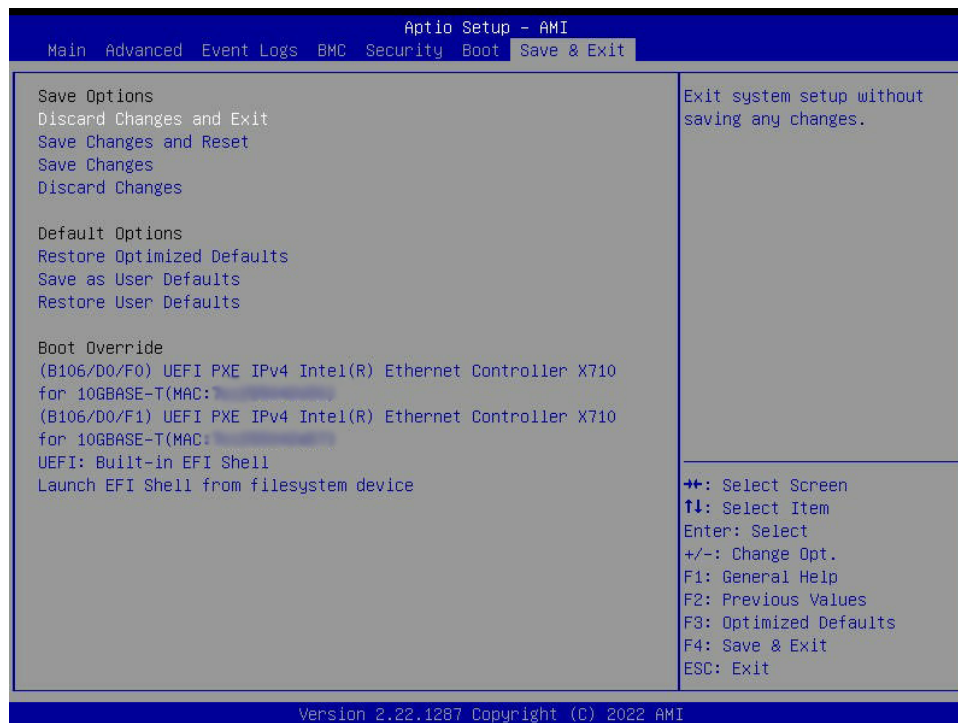 Aptio Setup - AMI
Main Advanced Event Logs BMC Security Boot Save & Exit
Save Options
Discard Changes and Exit
Save Changes and Reset
Save Changes
Discard Changes
Default Options
Restore Optimized Defaults
Save as User Defaults
Restore User Defaults
Boot Override
(B106/D0/F0) UEFI PXE IPv4 Intel(R) Ethernet Controller X710
for 10GBASE-T(MAC:
(B106/D0/F1) UEFI PXE IPv4 Intel(R) Ethernet Controller X710
for 10GBASE-T(MAC:
UEFI: Built-in EFI Shell
Launch EFI Shell from filesystem device
Exit system setup without
saving any changes.
→←: Select Screen
↑↓: Select Item
Enter: Select
+/-: Change Opt.
F1: General Help
F2: Previous Values
F3: Optimized Defaults
F4: Save & Exit
ESC: Exit
Version 2.22.1287 Copyright (C) 2022 AMI